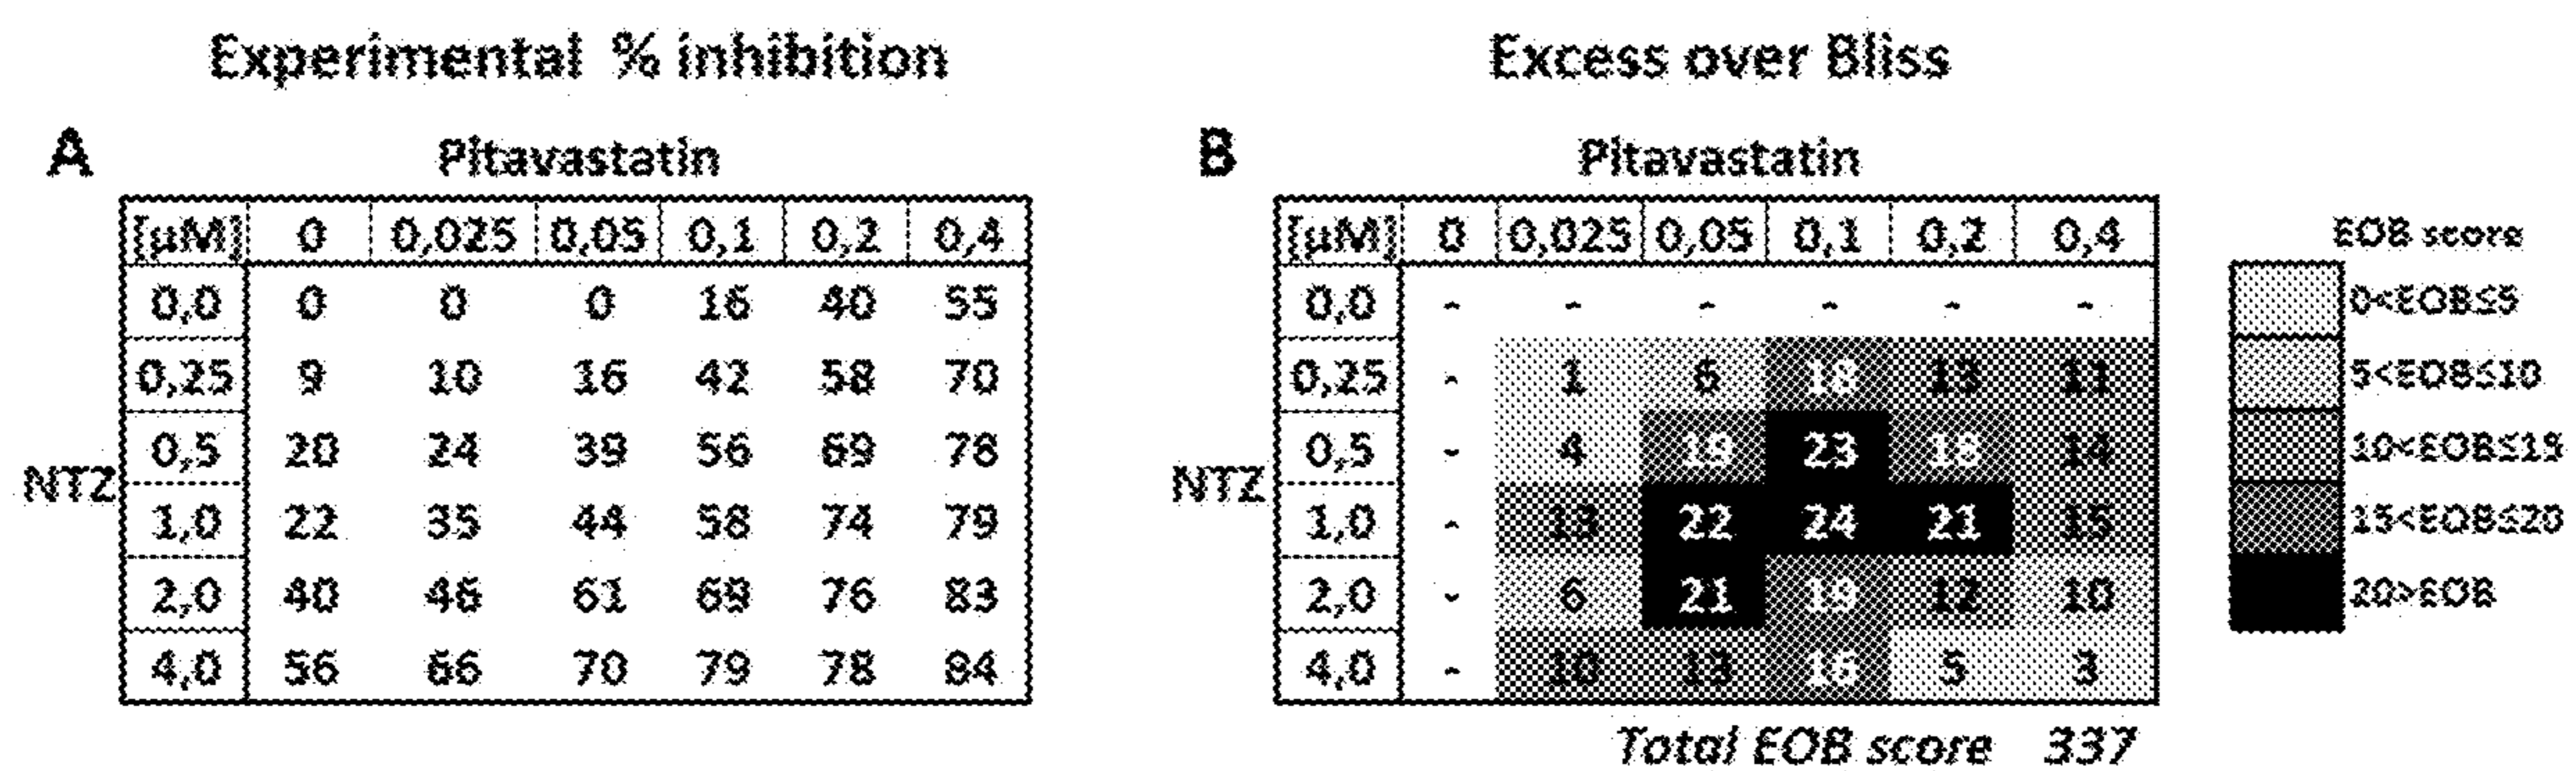 Experimental % inhibition
Excess over Bliss
A
Pitavastatin
[µM] 0 0,025 0,05 0,1 0,2 0,4
0,0 0 0 0 16 40 55
0,25 9 10 16 42 58 70
0,5 20 24 39 56 69 78
NTZ
1,0 22 35 44 58 74 79
2,0 40 46 61 69 76 83
4,0 56 66 70 79 78 84
B
Pitavastatin
[µM] 0 0,025 0,05 0,1 0,2 0,4
0,0 - - - - - -
0,25 - 1 6 18 13 11
0,5 - 4 19 23 18 14
NTZ
1,0 - 13 22 24 21 15
2,0 - 6 21 19 12 10
4,0 - 10 13 16 5 3
Total EOB score 337
EOB score
0<EOB≤5
5<EOB≤10
10<EOB≤15
15<EOB≤20
20>EOB